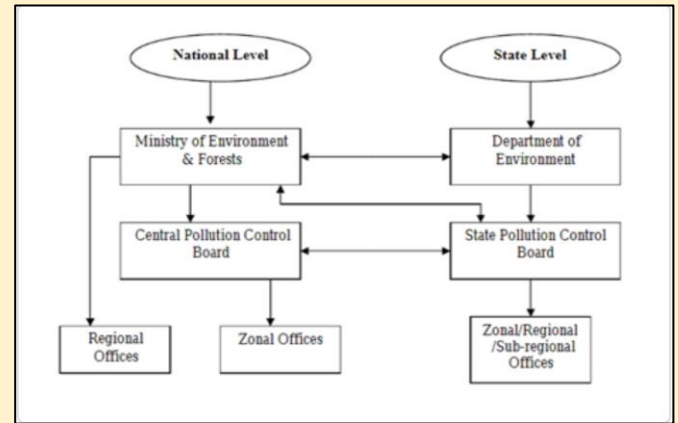 National Level
State Level
Ministry of Environment
& Forests
Department of
Environment
Central Pollution Control
Board
State Pollution Control
Board
Regional
Offices
Zonal Offices
Zonal/Regional
/Sub-regional
Offices